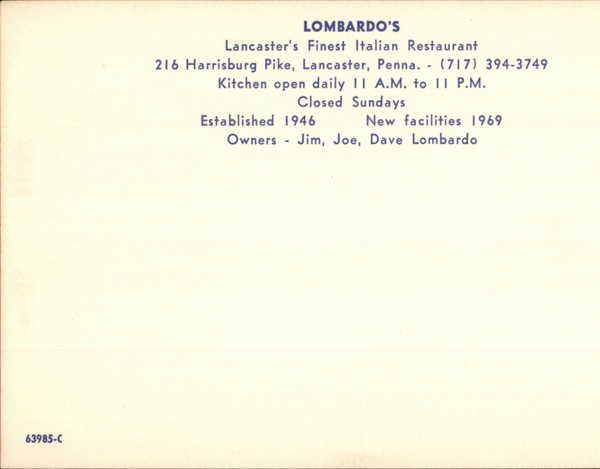 LOMBARDO'S
Lancaster's Finest Italian Restaurant
216 Harrisburg Pike, Lancaster, Penna. - (717) 394-3749
Kitchen open daily 11 A.M. to 11 P.M.
Closed Sundays
Established 1946 New facilities 1969
Owners - Jim, Joe, Dave Lombardo
63985-C